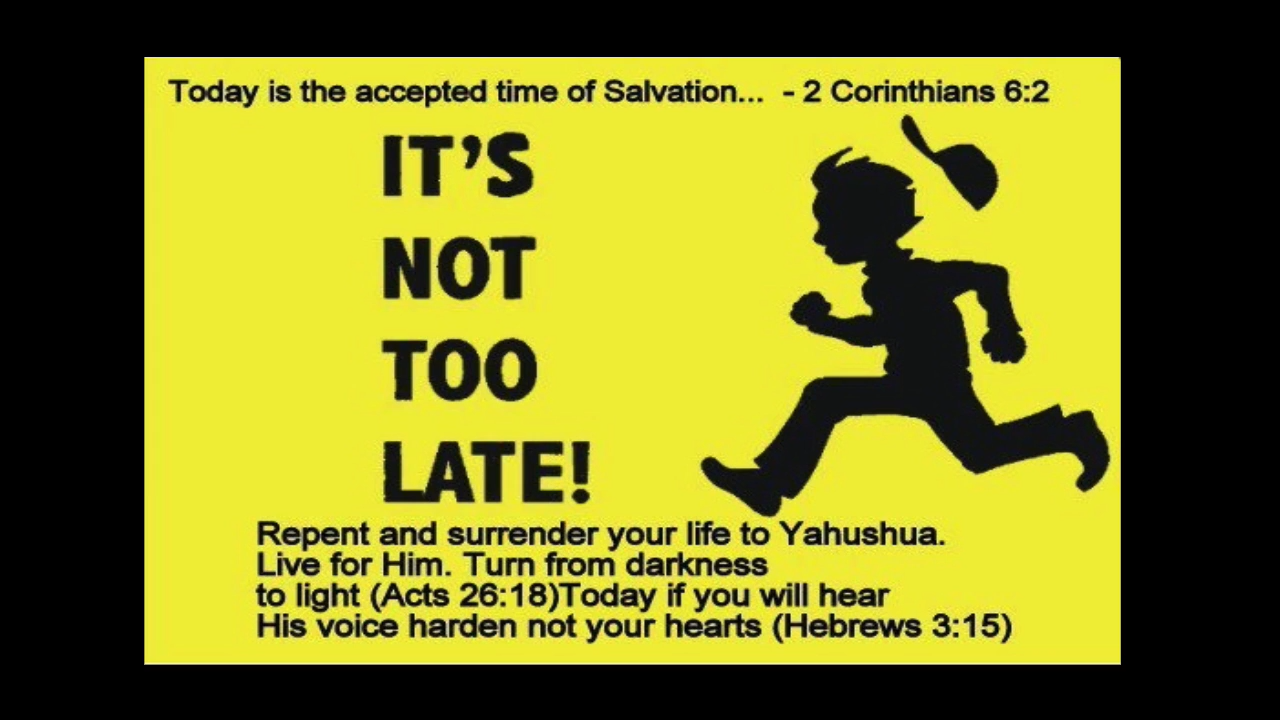 Today is the accepted time of Salvation... - 2 Corinthians 6:2
IT'S
NOT
TOO
LATE!
Repent and surrender your life to Yahushua.
Live for Him. Turn from darkness
to light (Acts 26:18)Today if you will hear
His voice harden not your hearts (Hebrews 3:15)